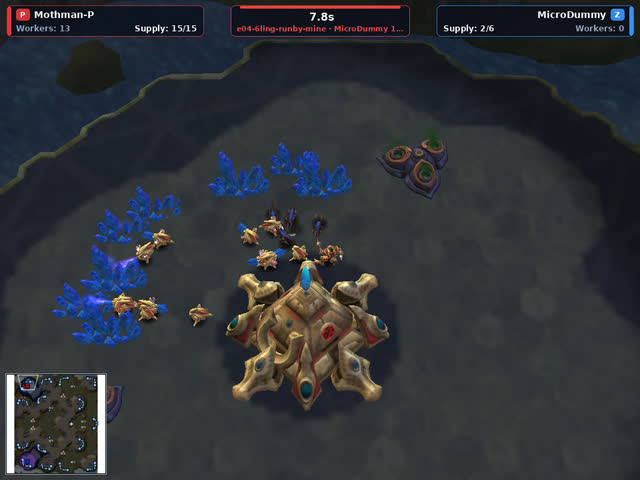 P Mothman-P
Workers: 13 Supply: 15/15
7.8s
e04-6ling-runby-mine - MicroDummy 1...
MicroDummy Z
Supply: 2/6 Workers: 0